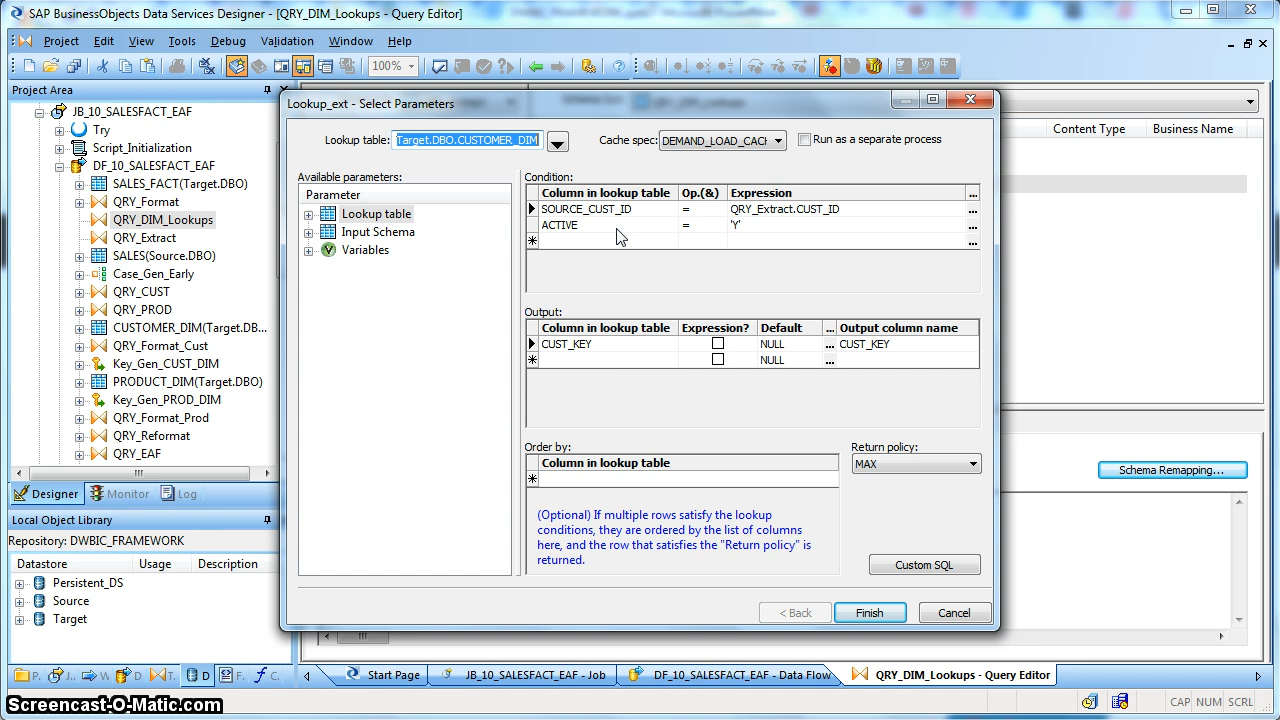 SAP BusinessObjects Data Services Designer - [QRY_DIM_Lookups - Query Editor]
Project Edit View Tools Debug Validation Window Help
100%
Project Area
JB_10_SALESFACT_EAF
Try
Script_Initialization
DF_10_SALESFACT_EAF
SALES_FACT(Target.DBO)
QRY_Format
QRY_DIM_Lookups
QRY_Extract
SALES(Source.DBO)
Case_Gen_Early
QRY_CUST
QRY_PROD
CUSTOMER_DIM(Target.DB...
QRY_Format_Cust
Key_Gen_CUST_DIM
PRODUCT_DIM(Target.DBO)
Key_Gen_PROD_DIM
QRY_Format_Prod
QRY_Reformat
QRY_EAF
Designer Monitor Log
Local Object Library
Repository: DWBIC_FRAMEWORK
Datastore Usage Description
Persistent_DS
Source
Target
P. J.. W D T. D F. C.
Lookup_ext - Select Parameters
Lookup table: Target.DBO.CUSTOMER_DIM Cache spec: DEMAND_LOAD_CACH Run as a separate process
Available parameters:
Parameter
Lookup table
Input Schema
Variables
Condition:
Column in lookup table Op.(&) Expression ...
SOURCE_CUST_ID = QRY_Extract.CUST_ID ...
ACTIVE = 'Y' ...
...
Output:
Column in lookup table Expression? Default ... Output column name
CUST_KEY NULL ... CUST_KEY
NULL ...
Order by:
Column in lookup table
(Optional) If multiple rows satisfy the lookup
conditions, they are ordered by the list of columns
here, and the row that satisfies the "Return policy" is
returned.
Return policy:
MAX
Custom SQL
< Back Finish Cancel
Content Type Business Name
Schema Remapping...
Start Page JB_10_SALESFACT_EAF - Job DF_10_SALESFACT_EAF - Data Flow QRY_DIM_Lookups - Query Editor
CAP NUM SCRL
Screencast-O-Matic.com